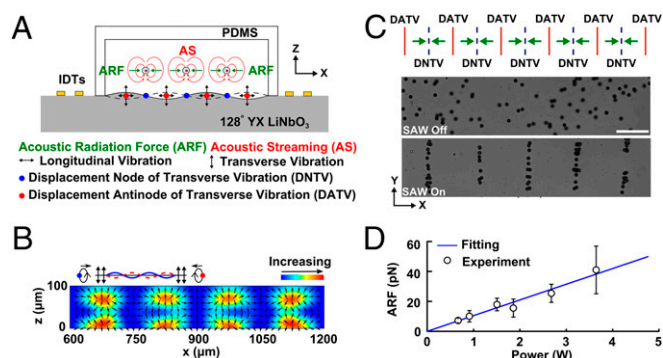 A
PDMS
AS
ARF
ARF
Z
X
IDTs
128° YX LiNbO₃
Acoustic Radiation Force (ARF) Acoustic Streaming (AS)
Longitudinal Vibration Transverse Vibration
Displacement Node of Transverse Vibration (DNTV)
Displacement Antinode of Transverse Vibration (DATV)
B
Increasing
100
0
z (μm)
600 750 900 1050 1200
x (μm)
C
DATV DATV DATV DATV DATV DATV
DNTV DNTV DNTV DNTV DNTV
SAW Off
SAW On
Y
X
D
Fitting
Experiment
60
40
20
0
ARF (pN)
0 1 2 3 4 5
Power (W)